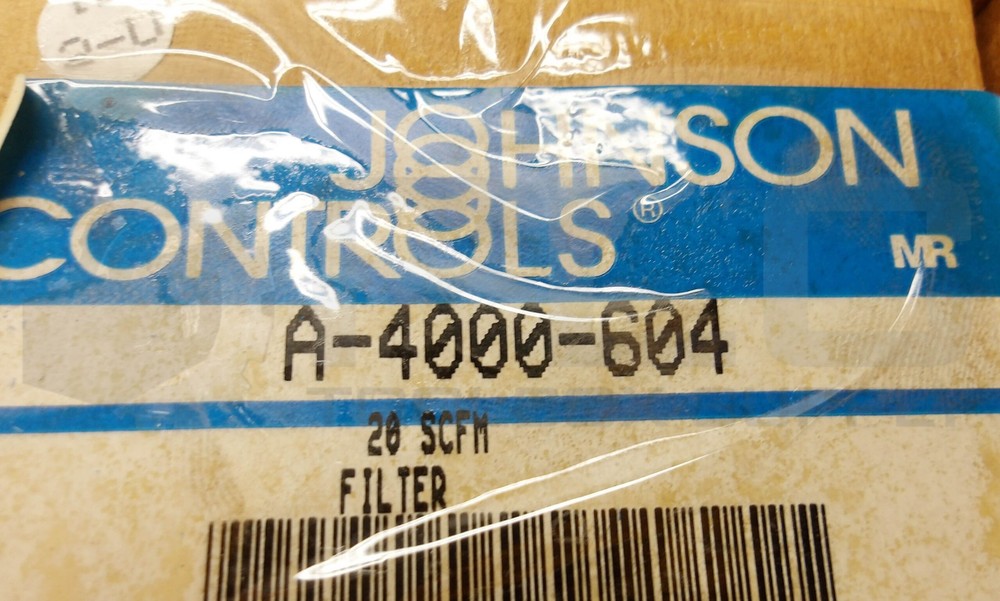 JOHNSON
CONTROLS®
MR
A-4000-604
20 SCFM
FILTER